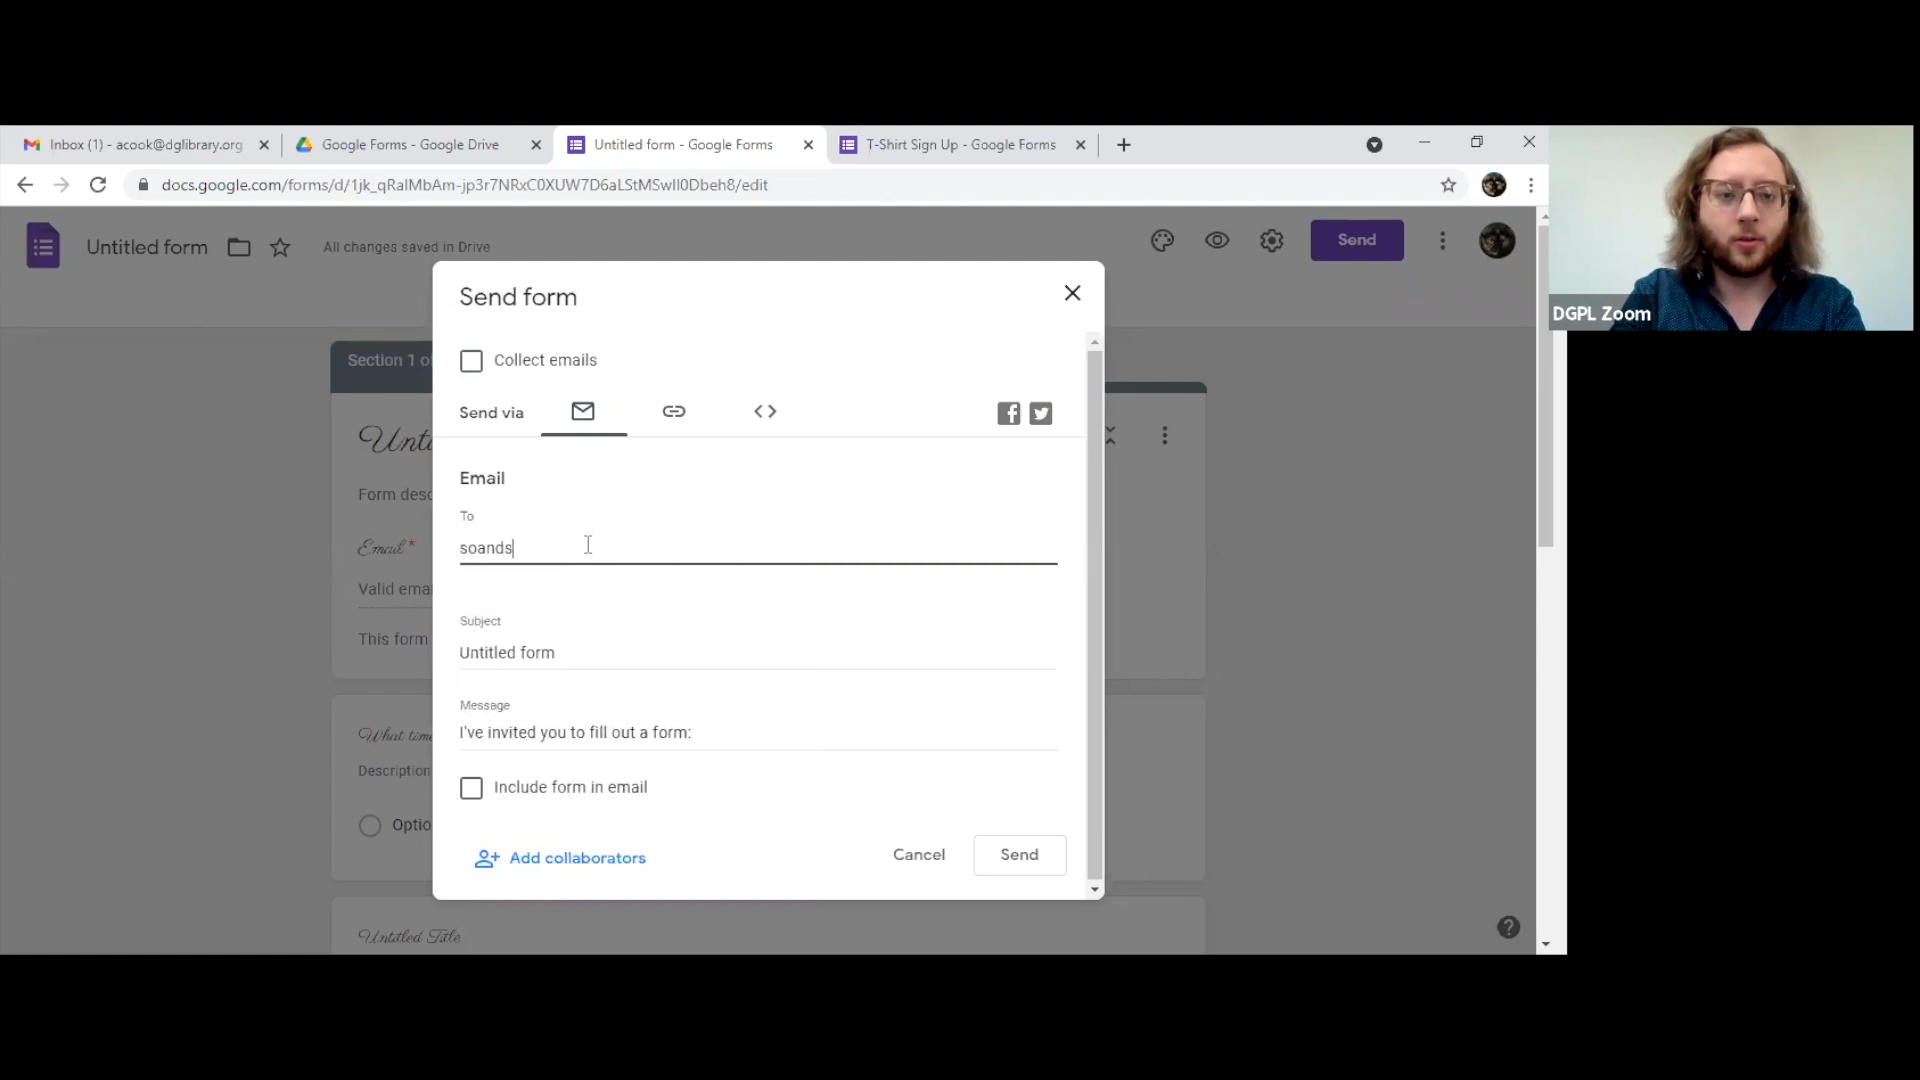 Inbox (1) - acook@dglibrary.org
Google Forms - Google Drive
Untitled form - Google Forms
T-Shirt Sign Up - Google Forms
docs.google.com/forms/d/1jk_qRalMbAm-jp3r7NRxC0XUW7D6aLStMSwlI0Dbeh8/edit
Untitled form
All changes saved in Drive
Send
DGPL Zoom
Send form
Section 1 o
Collect emails
Send via
Unt
Email
Form desc
To
Email *
soands
Valid ema
Subject
This form
Untitled form
Message
What time
I've invited you to fill out a form:
Description
Include form in email
Optio
Add collaborators
Cancel
Send
Untitled Title